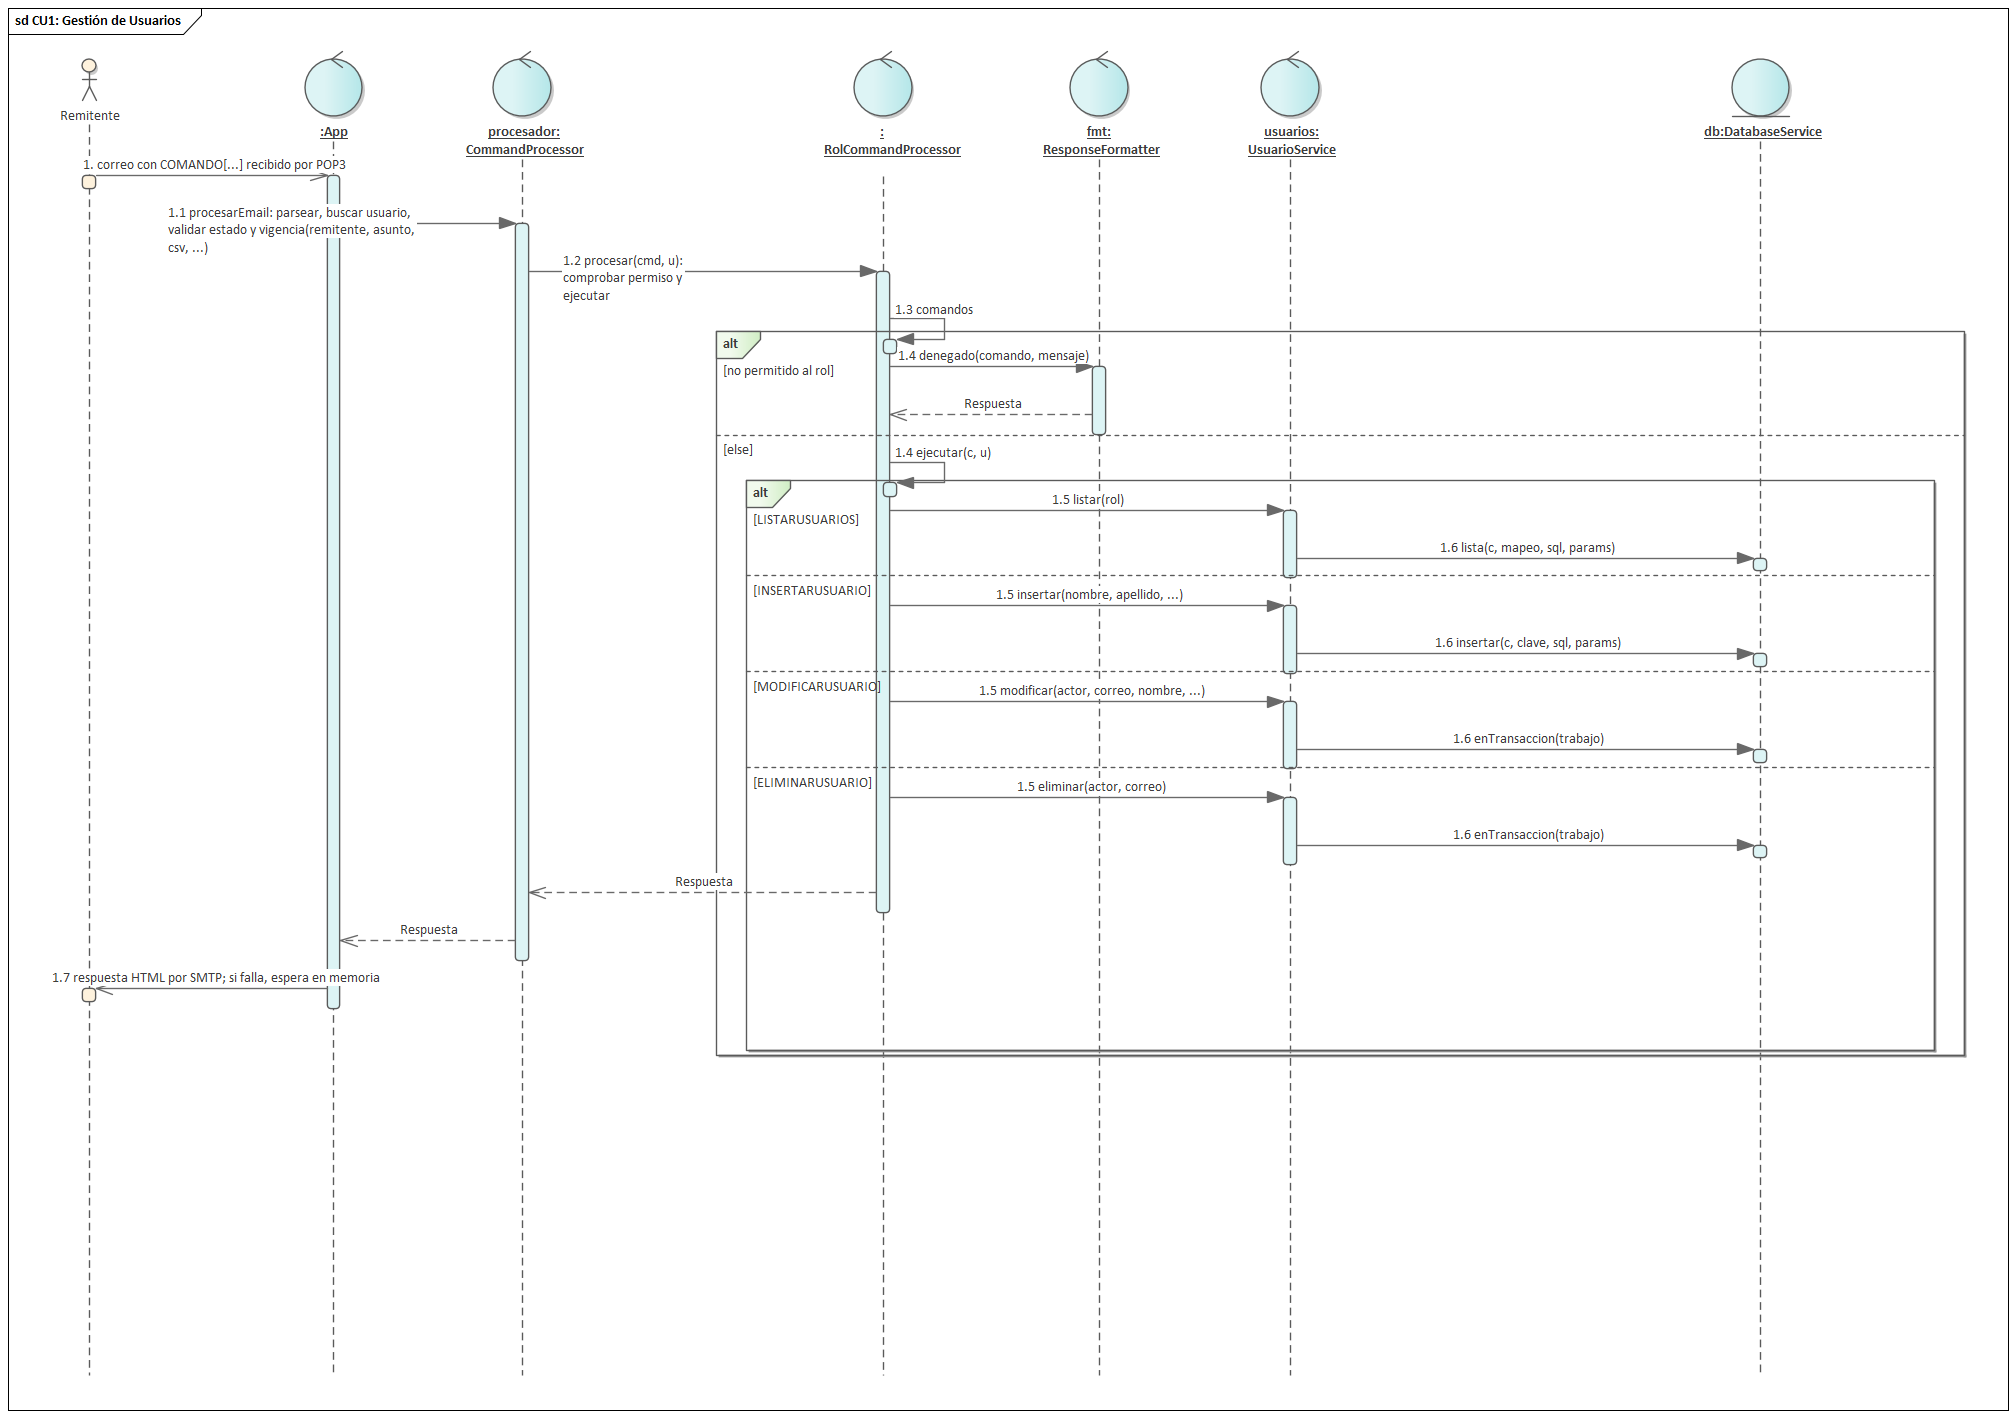 sd CU1: Gestión de Usuarios
Remitente
:App
procesador:
CommandProcessor
:
RolCommandProcessor
fmt:
ResponseFormatter
usuarios:
UsuarioService
db:DatabaseService
1. correo con COMANDO[...] recibido por POP3
1.1 procesarEmail: parsear, buscar usuario,
validar estado y vigencia(remitente, asunto,
csv, ...)
1.2 procesar(cmd, u):
comprobar permiso y
ejecutar
1.3 comandos
alt
1.4 denegado(comando, mensaje)
[no permitido al rol]
Respuesta
[else]
1.4 ejecutar(c, u)
alt
1.5 listar(rol)
[LISTARUSUARIOS]
1.6 lista(c, mapeo, sql, params)
[INSERTARUSUARIO]
1.5 insertar(nombre, apellido, ...)
1.6 insertar(c, clave, sql, params)
[MODIFICARUSUARIO]
1.5 modificar(actor, correo, nombre, ...)
1.6 enTransaccion(trabajo)
[ELIMINARUSUARIO]
1.5 eliminar(actor, correo)
1.6 enTransaccion(trabajo)
Respuesta
Respuesta
1.7 respuesta HTML por SMTP; si falla, espera en memoria